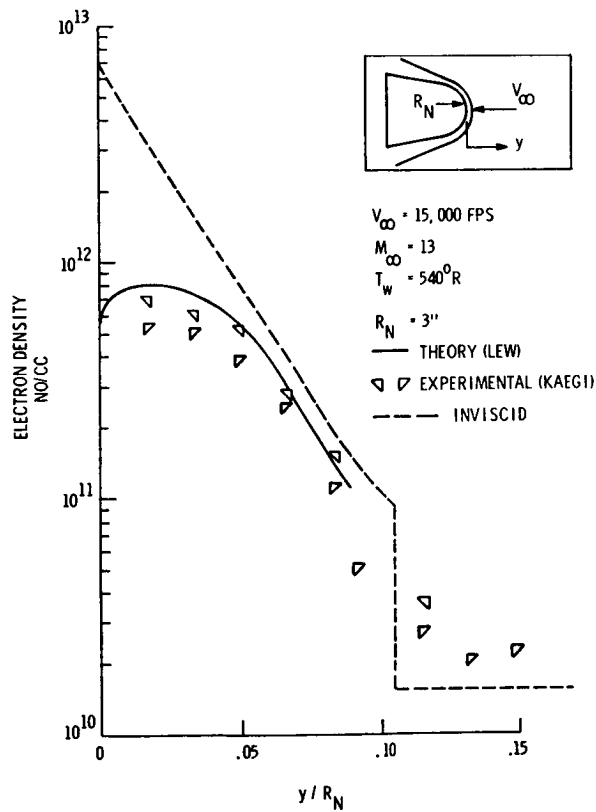 10^13
10^12
10^11
10^10
ELECTRON DENSITY
NO/CC
R_N
V_∞
y
V_∞ = 15,000 FPS
M_∞ = 13
T_w = 540°R
R_N = 3"
THEORY (LEW)
EXPERIMENTAL (KAEGI)
INVISCID
0 .05 .10 .15
y / R_N